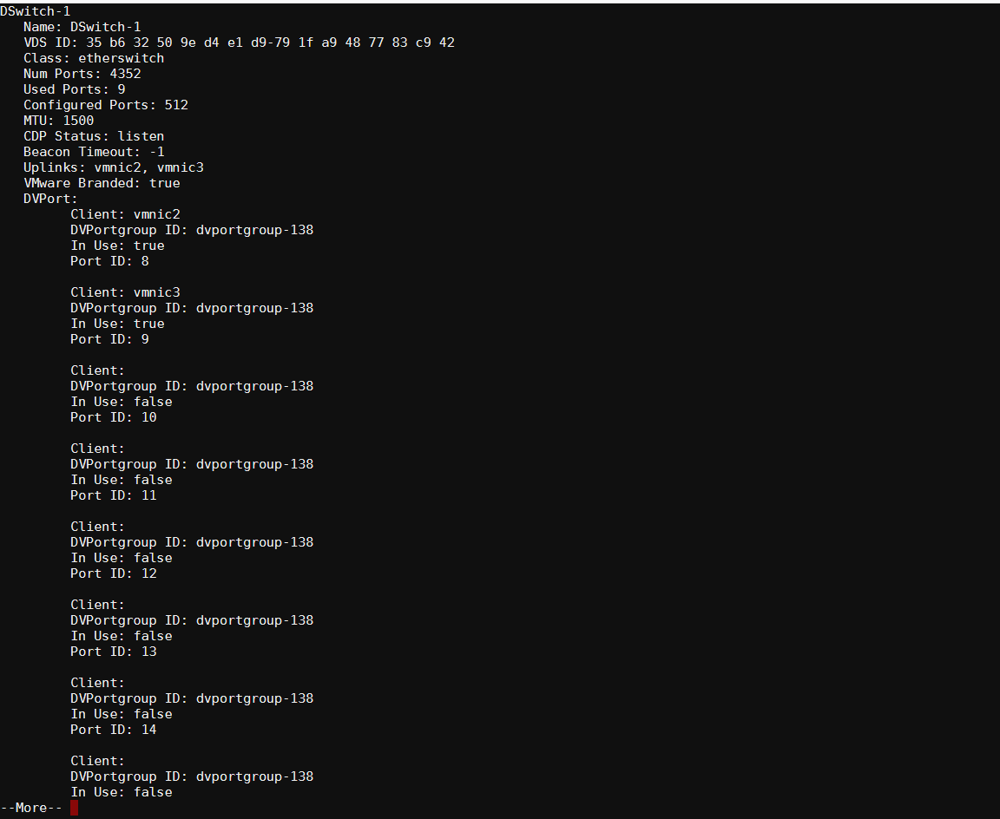 DSwitch-1
Name: DSwitch-1
VDS ID: 35 b6 32 50 9e d4 e1 d9-79 1f a9 48 77 83 c9 42
Class: etherswitch
Num Ports: 4352
Used Ports: 9
Configured Ports: 512
MTU: 1500
CDP Status: listen
Beacon Timeout: -1
Uplinks: vmnic2, vmnic3
VMware Branded: true
DVPort:
Client: vmnic2
DVPortgroup ID: dvportgroup-138
In Use: true
Port ID: 8
Client: vmnic3
DVPortgroup ID: dvportgroup-138
In Use: true
Port ID: 9
Client:
DVPortgroup ID: dvportgroup-138
In Use: false
Port ID: 10
Client:
DVPortgroup ID: dvportgroup-138
In Use: false
Port ID: 11
Client:
DVPortgroup ID: dvportgroup-138
In Use: false
Port ID: 12
Client:
DVPortgroup ID: dvportgroup-138
In Use: false
Port ID: 13
Client:
DVPortgroup ID: dvportgroup-138
In Use: false
Port ID: 14
Client:
DVPortgroup ID: dvportgroup-138
In Use: false
--More--